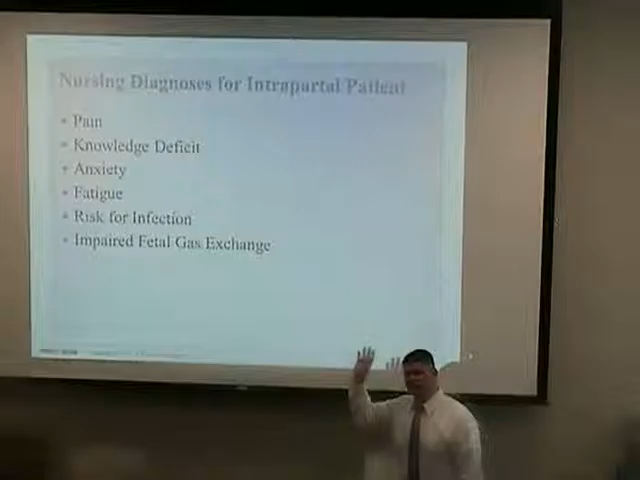 Nursing Diagnoses for Intrapartal Patient
Pain
Knowledge Deficit
Anxiety
Fatigue
Risk for Infection
Impaired Fetal Gas Exchange